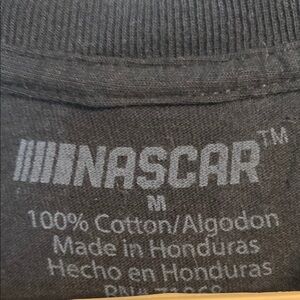 NASCAR™
M
100% Cotton/Algodon
Made in Honduras
Hecho en Honduras